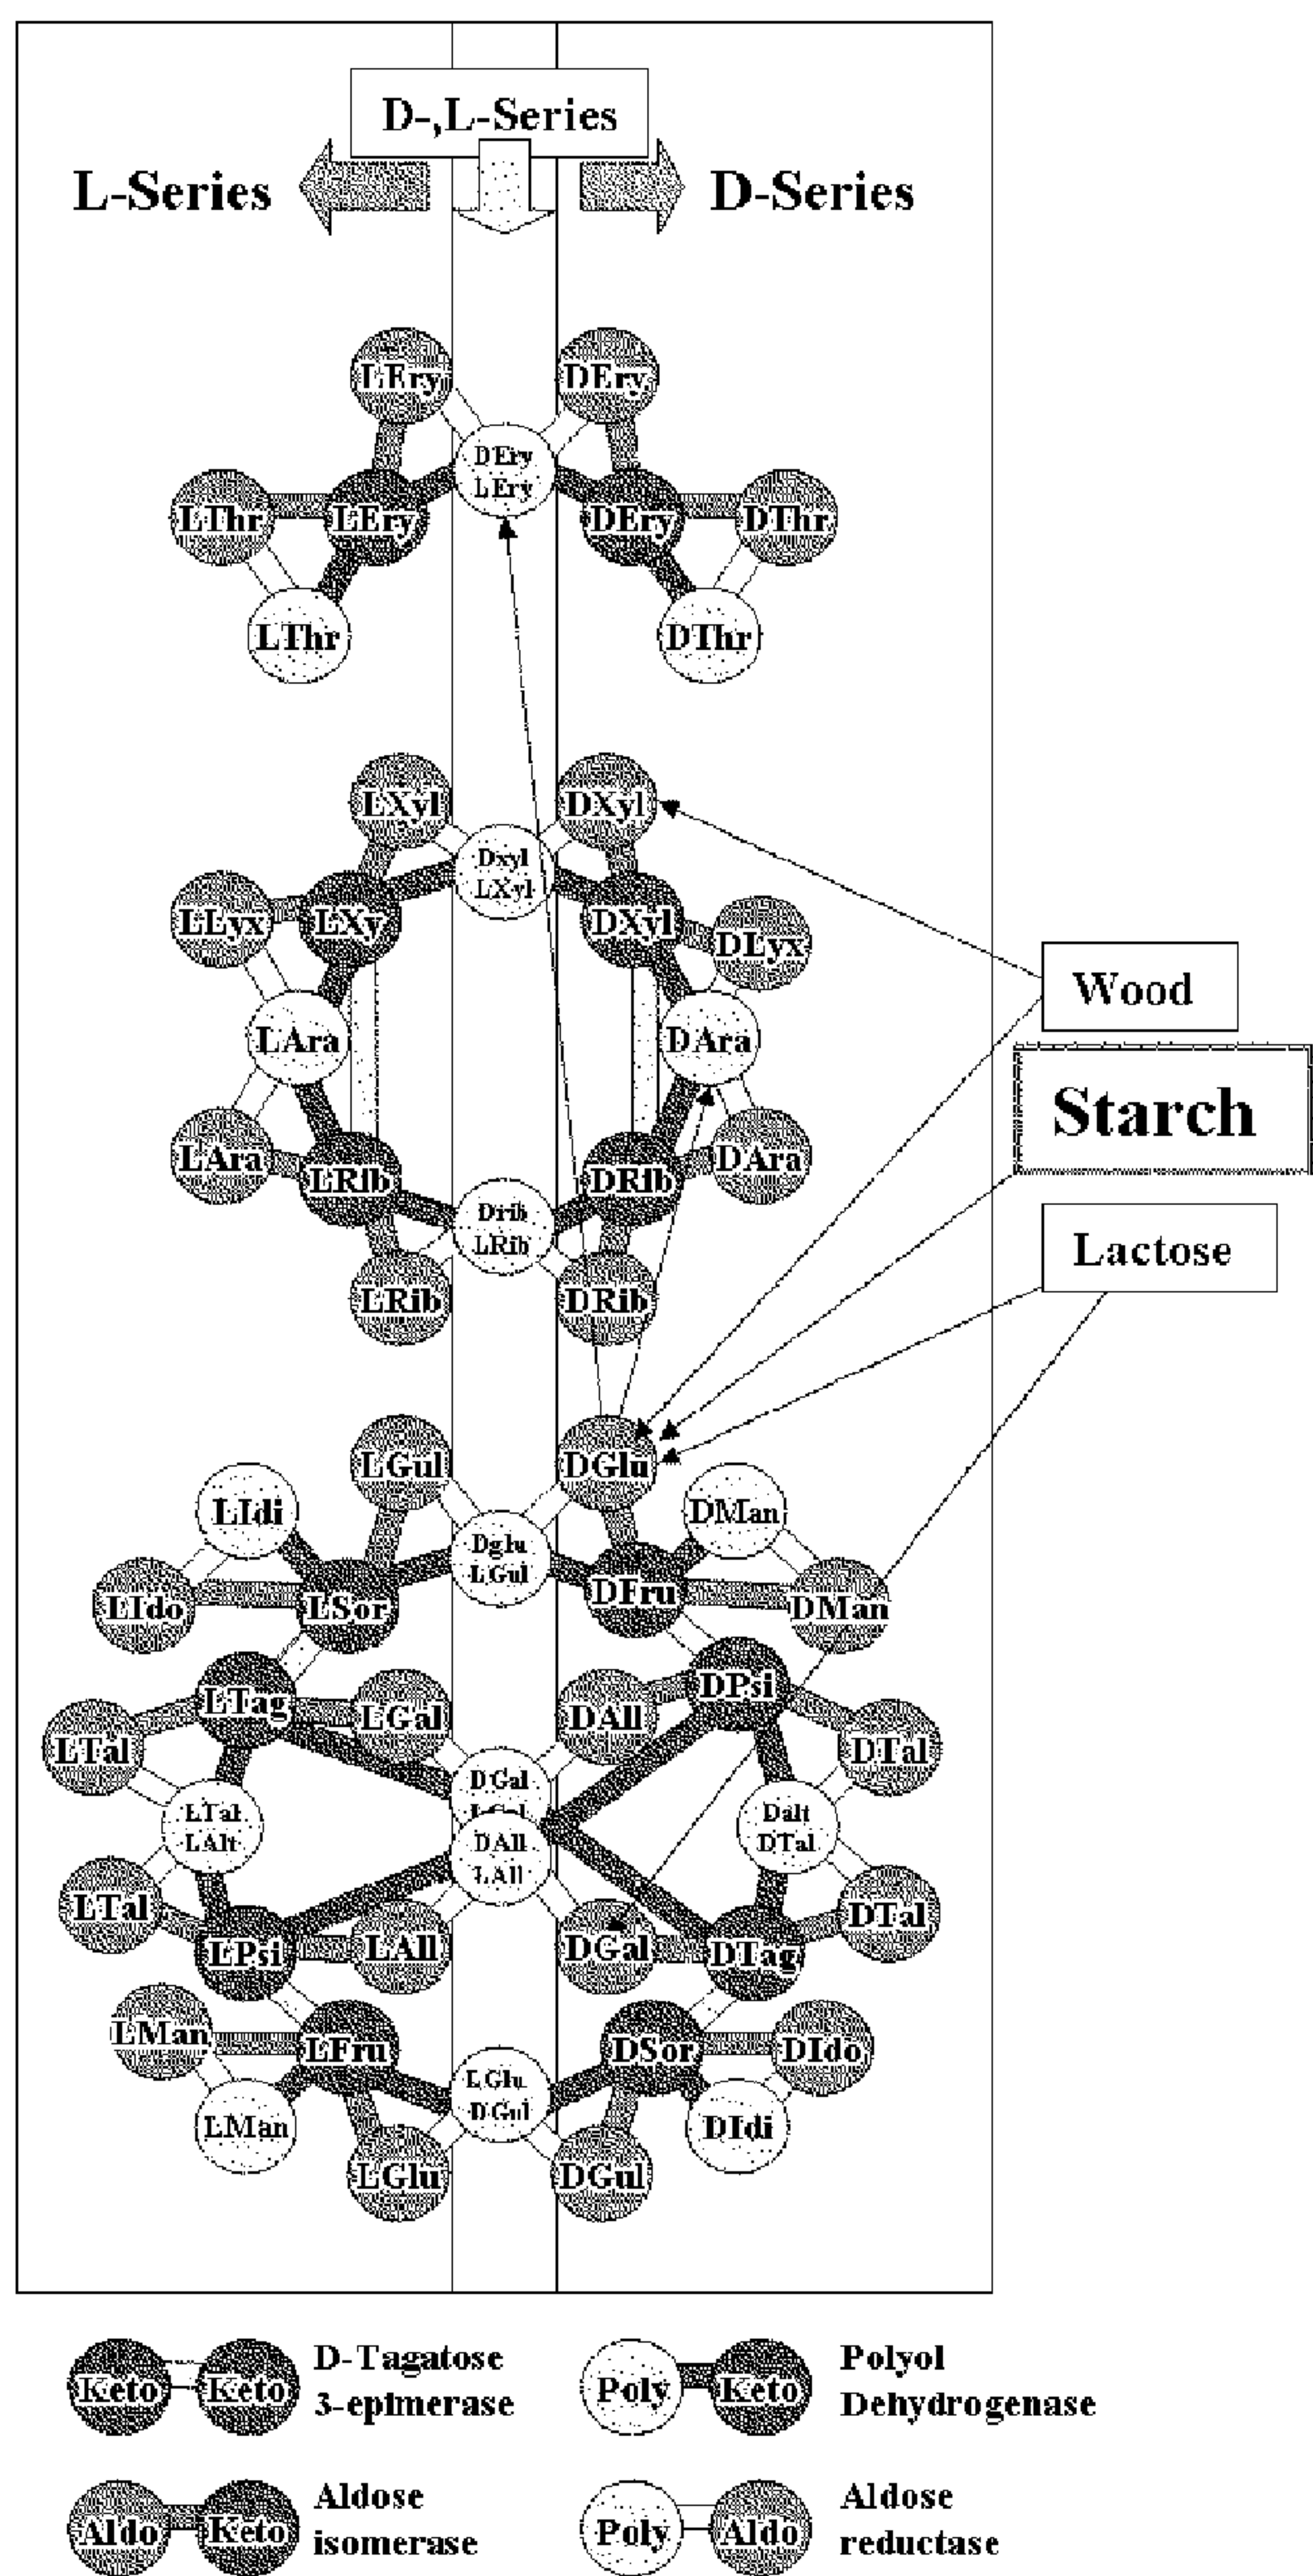 D-,L-Series
L-Series
D-Series
LEry
DEry
DEry
LEry
LThr
LEry
DEry
DThr
LThr
DThr
LXyl
DXyl
Dxyl
LXyl
LLyx
LXy
DXyl
DLyx
Wood
LAra
DAra
Starch
LAra
LRib
DRib
DAra
Drib
LRib
Lactose
LRib
DRib
LGul
DGlu
LIdi
DMan
Dglu
LGul
LIdo
LSor
DFru
DMan
LTag
LGal
DAll
DPsi
LTal
DTal
DGal
LTal
LAlt
DAll
LAll
Dalt
DTal
LTal
DTal
LPsi
LAll
DGal
DTag
LMan
LFru
DSor
DIdo
LGlu
DGul
LMan
DIdi
LGlu
DGul
Keto
Keto
D-Tagatose
3-epimerase
Poly
Keto
Polyol
Dehydrogenase
Aldo
Keto
Aldose
isomerase
Poly
Aldo
Aldose
reductase